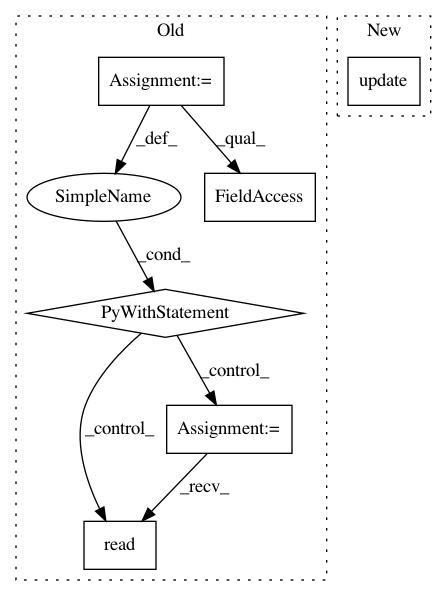 Old
New
Assignment:=
update
_def_
_qual_
SimpleName
FieldAccess
_cond_
PyWithStatement
_control_
_control_
Assignment:=
_recv_
read